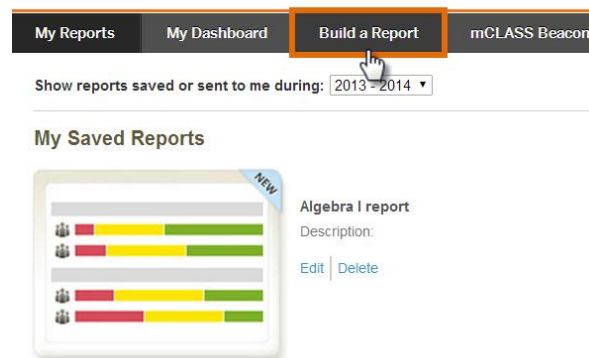 My Reports My Dashboard Build a Report mCLASS Beacon
Show reports saved or sent to me during: 2013 - 2014
My Saved Reports
NEW
Algebra I report
Description:
Edit Delete